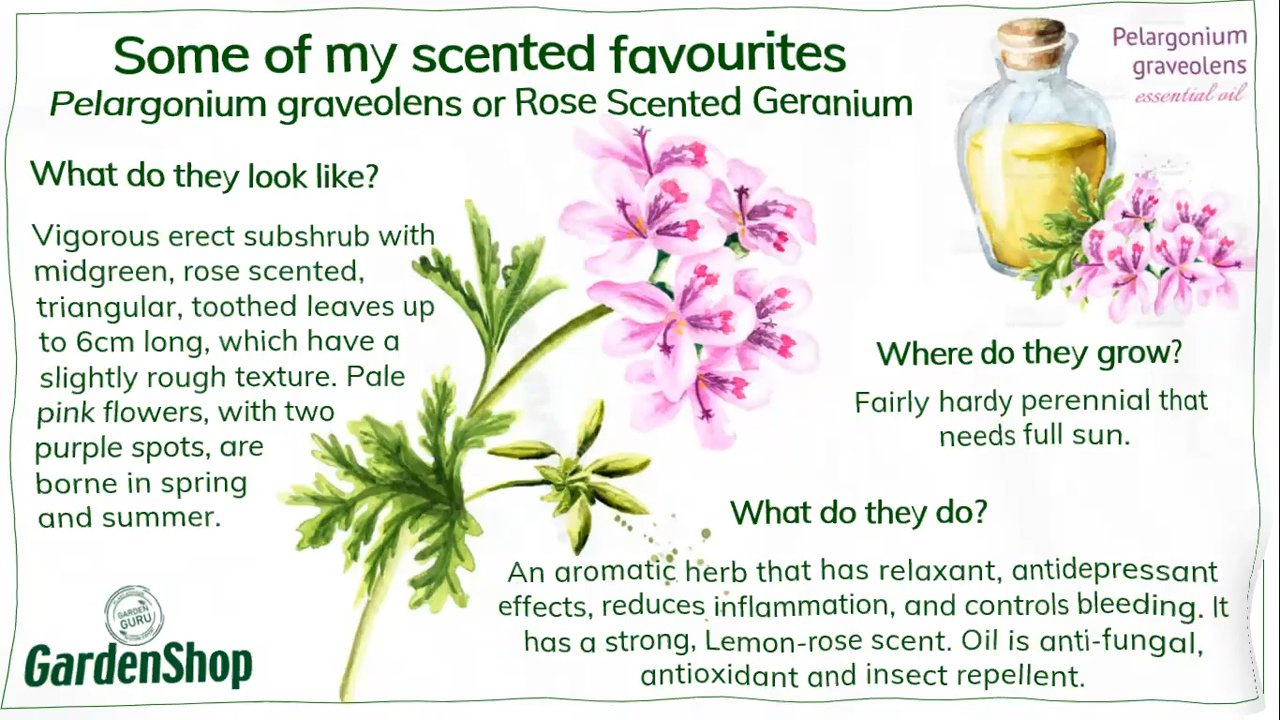 Some of my scented favourites
Pelargonium graveolens or Rose Scented Geranium
Pelargonium
graveolens
essential oil
What do they look like?
Vigorous erect subshrub with
midgreen, rose scented,
triangular, toothed leaves up
to 6cm long, which have a
slightly rough texture. Pale
pink flowers, with two
purple spots, are
borne in spring
and summer.
Where do they grow?
Fairly hardy perennial that
needs full sun.
What do they do?
An aromatic herb that has relaxant, antidepressant
effects, reduces inflammation, and controls bleeding. It
has a strong, Lemon-rose scent. Oil is anti-fungal,
antioxidant and insect repellent.
GARDEN
GURU
GardenShop